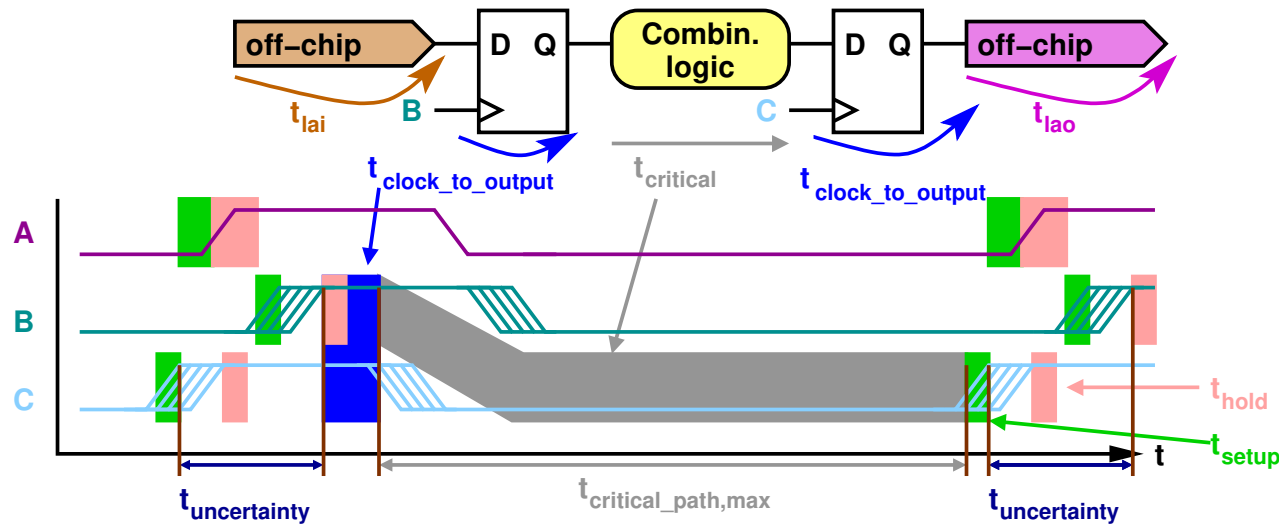 off−chip
D Q
Combin.
logic
D Q
off−chip
t_lai
B
C
t_lao
t_clock_to_output
t_critical
t_clock_to_output
A
B
C
t_hold
t_setup
t
t_uncertainty
t_critical_path,max
t_uncertainty